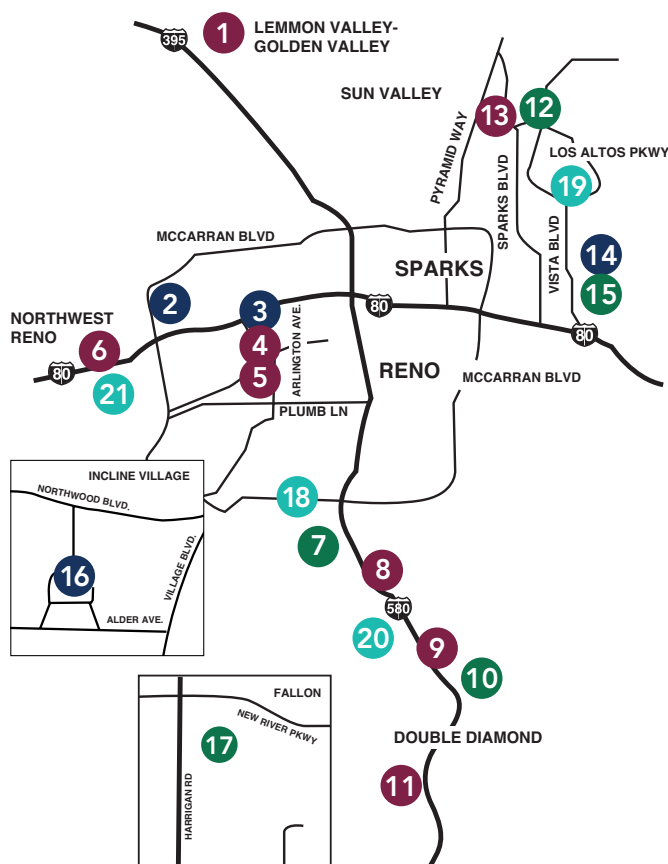 395
1
LEMMON VALLEY-
GOLDEN VALLEY
SUN VALLEY
13
12
PYRAMID WAY
LOS ALTOS PKWY
SPARKS BLVD
19
MCCARRAN BLVD
SPARKS
VISTA BLVD
14
15
2
3
80
80
NORTHWEST
RENO
6
80
21
4
5
ARLINGTON AVE.
RENO
MCCARRAN BLVD
PLUMB LN
INCLINE VILLAGE
NORTHWOOD BLVD.
VILLAGE BLVD.
16
ALDER AVE.
18
7
8
580
20
9
10
DOUBLE DIAMOND
11
FALLON
NEW RIVER PKWY
17
HARRIGAN RD